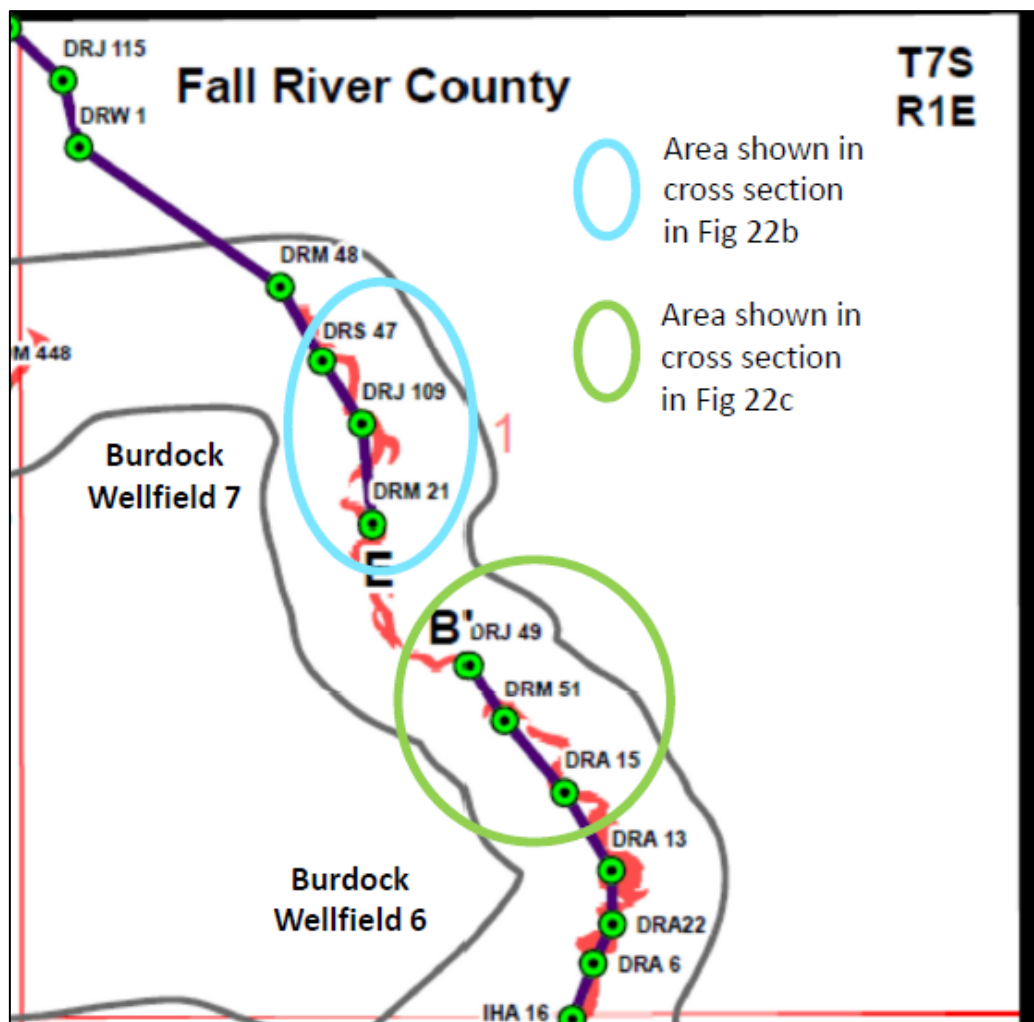 DRJ 115
Fall River County
T7S
R1E
DRW 1
Area shown in
cross section
in Fig 22b
DRM 48
DRS 47
Area shown in
cross section
in Fig 22c
M 448
DRJ 109
1
Burdock
Wellfield 7
DRM 21
E
B'
DRJ 49
DRM 51
DRA 15
DRA 13
Burdock
Wellfield 6
DRA22
DRA 6
IHA 16